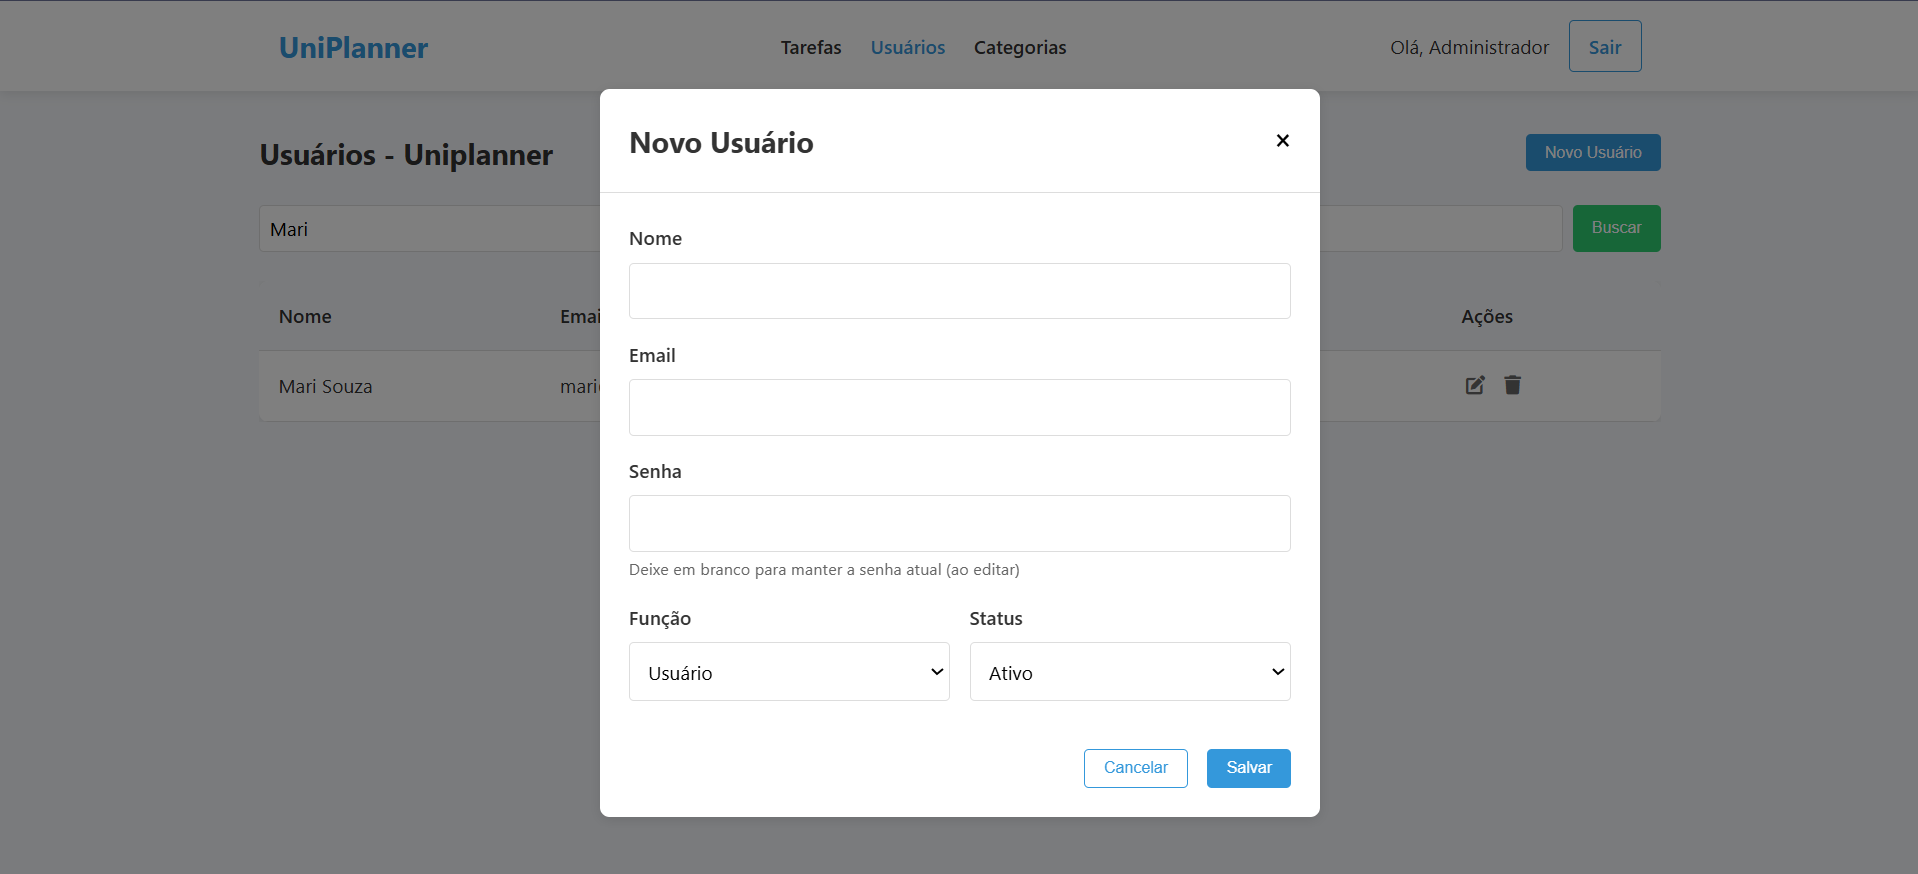 UniPlanner
Tarefas Usuários Categorias
Olá, Administrador Sair
Usuários - Uniplanner
Novo Usuário
Mari
Buscar
Nome Emai Ações
Mari Souza mari
Novo Usuário ×
Nome
Email
Senha
Deixe em branco para manter a senha atual (ao editar)
Função Status
Usuário Ativo
Cancelar Salvar